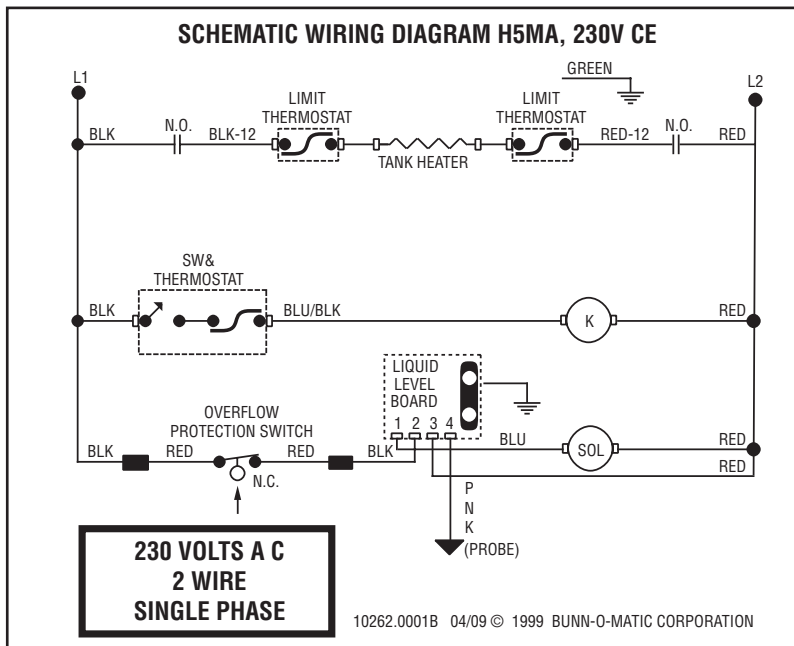 SCHEMATIC WIRING DIAGRAM H5MA, 230V CE
L1
GREEN
L2
LIMIT
THERMOSTAT
LIMIT
THERMOSTAT
BLK
N.O.
BLK-12
TANK HEATER
RED-12
N.O.
RED
SW&
THERMOSTAT
BLK
BLU/BLK
K
RED
LIQUID
LEVEL
BOARD
1 2 3 4
OVERFLOW
PROTECTION SWITCH
BLU
SOL
RED
BLK
RED
RED
BLK
RED
N.C.
P
N
K
(PROBE)
230 VOLTS A C
2 WIRE
SINGLE PHASE
10262.0001B 04/09 © 1999 BUNN-O-MATIC CORPORATION